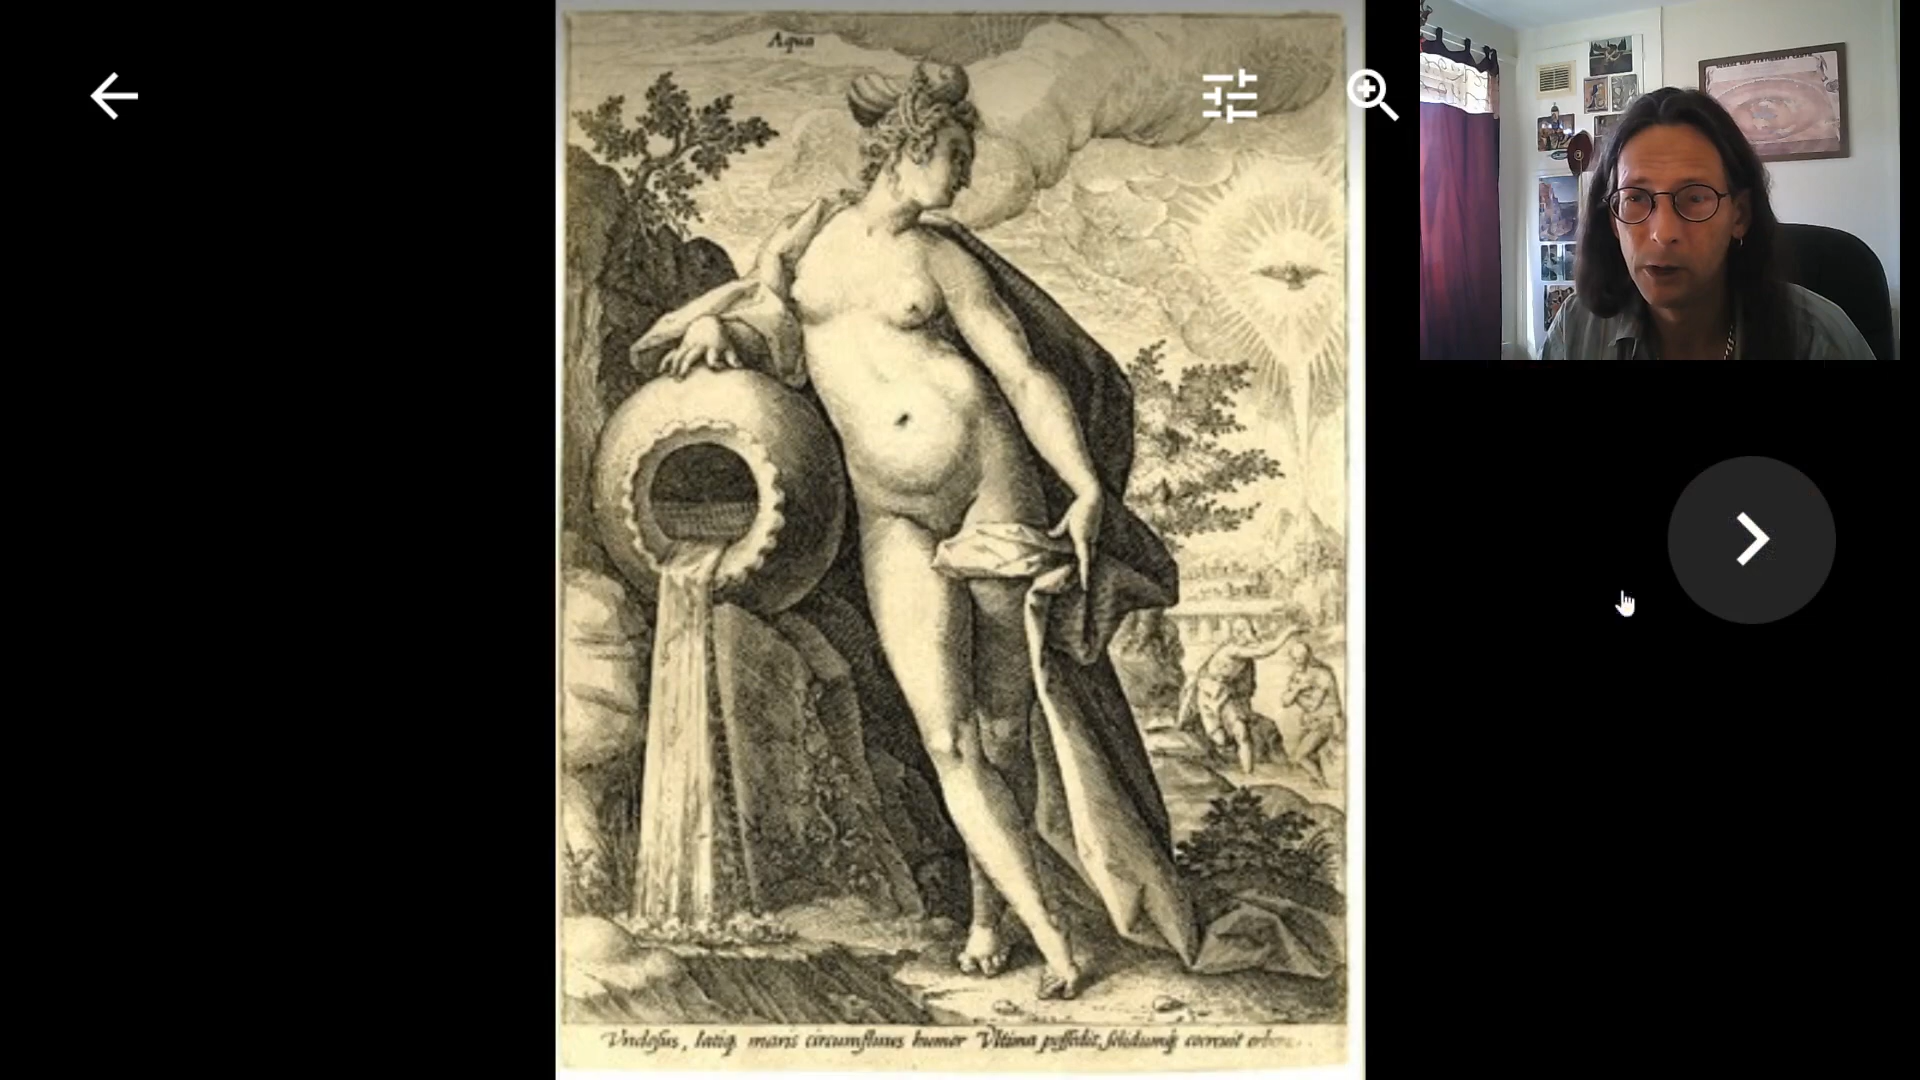 Aqua
Vndosus, latiq maris circumfluus humor Vltima possedit, solidumq coercuit orbem